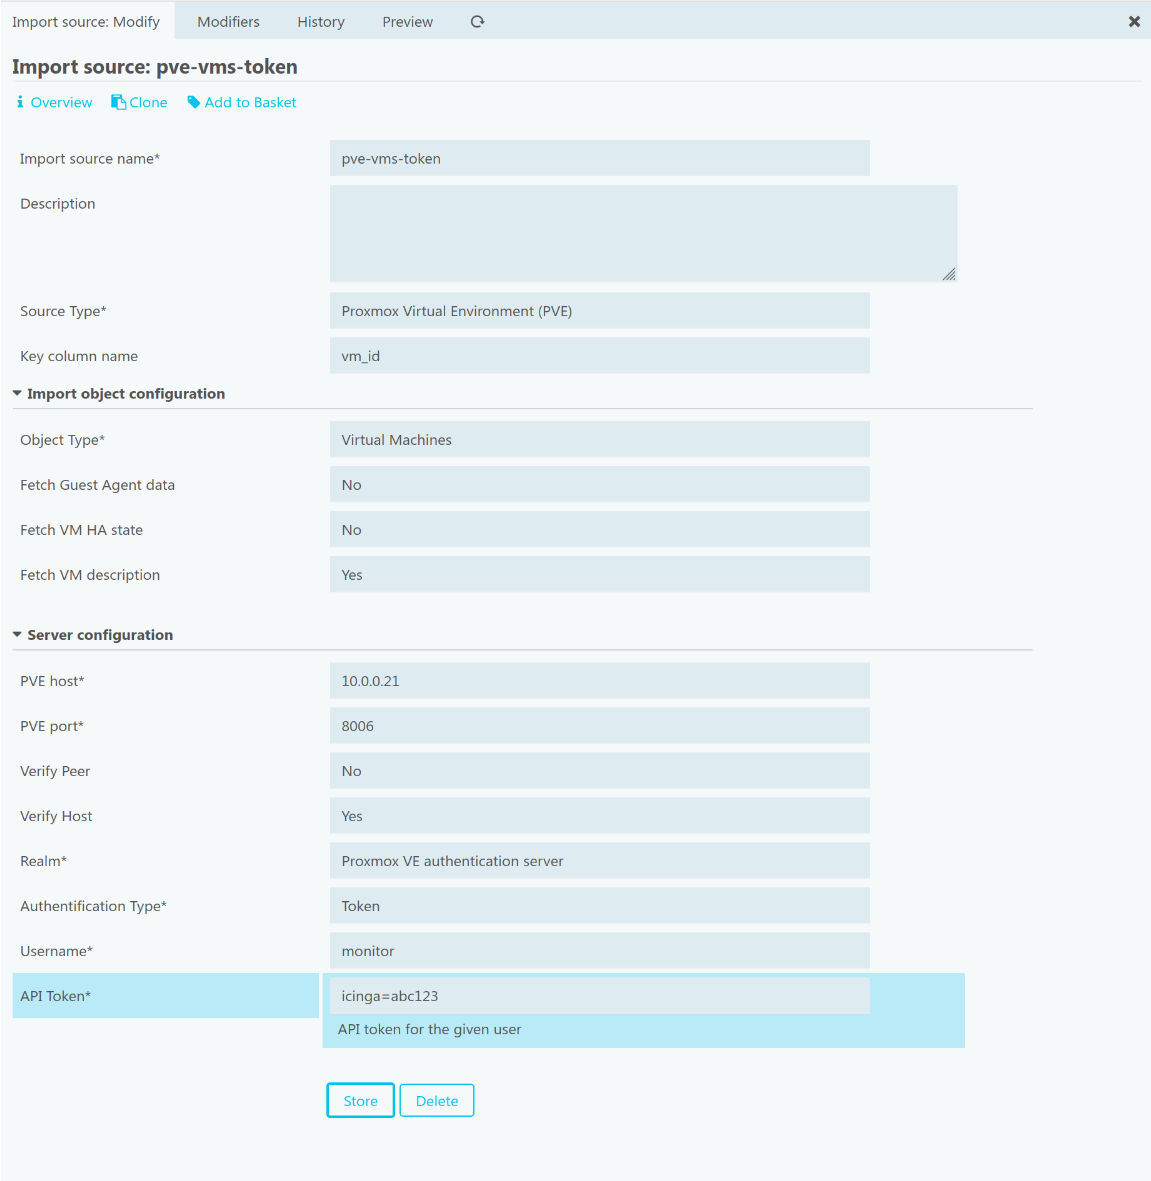 Import source: Modify Modifiers History Preview
Import source: pve-vms-token
Overview Clone Add to Basket
Import source name* pve-vms-token
Description
Source Type* Proxmox Virtual Environment (PVE)
Key column name vm_id
Import object configuration
Object Type* Virtual Machines
Fetch Guest Agent data No
Fetch VM HA state No
Fetch VM description Yes
Server configuration
PVE host* 10.0.0.21
PVE port* 8006
Verify Peer No
Verify Host Yes
Realm* Proxmox VE authentication server
Authentification Type* Token
Username* monitor
API Token* icinga=abc123
API token for the given user
Store Delete